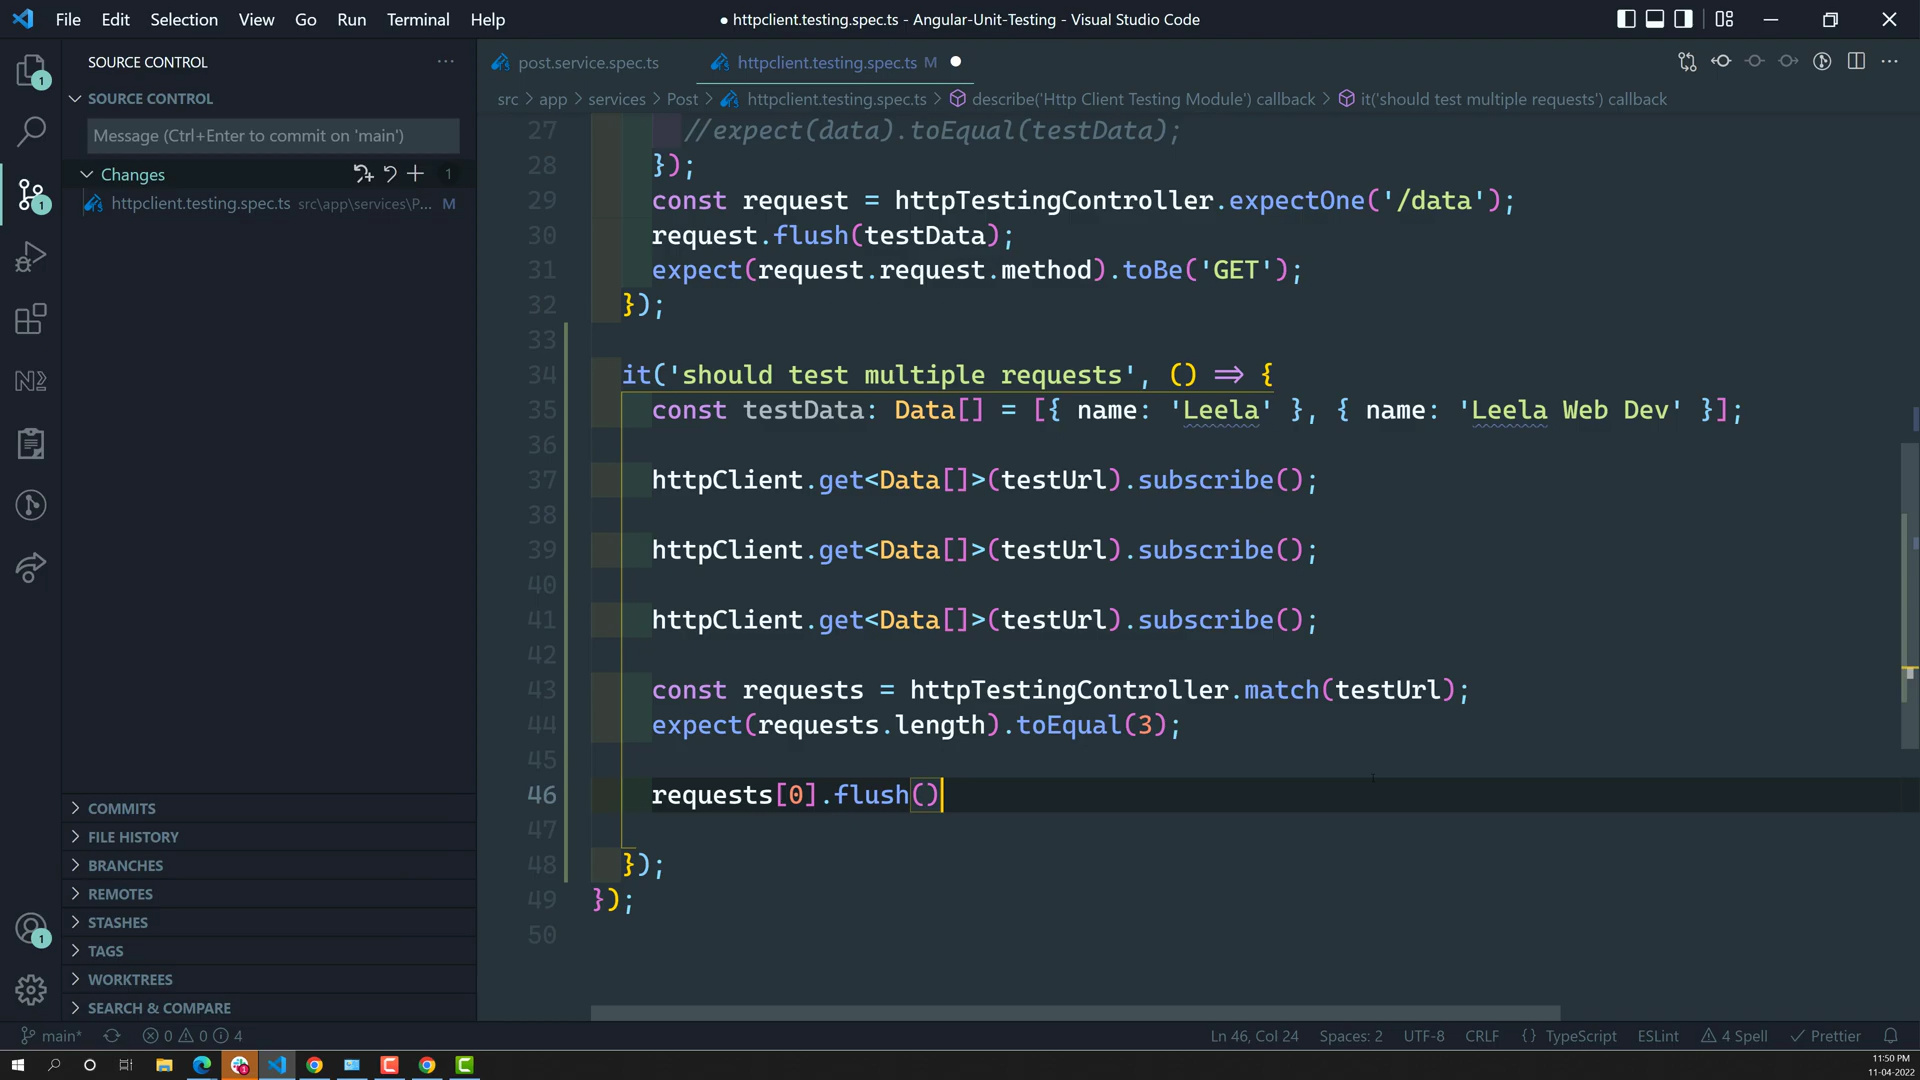 File Edit Selection View Go Run Terminal Help
● httpclient.testing.spec.ts - Angular-Unit-Testing - Visual Studio Code
SOURCE CONTROL
post.service.spec.ts
httpclient.testing.spec.ts M
SOURCE CONTROL
src > app > services > Post > httpclient.testing.spec.ts > describe('Http Client Testing Module') callback > it('should test multiple requests') callback
Message (Ctrl+Enter to commit on 'main')
Changes 1
httpclient.testing.spec.ts src\app\services\P... M
1
1
1
27 //expect(data).toEqual(testData);
28 });
29 const request = httpTestingController.expectOne('/data');
30 request.flush(testData);
31 expect(request.request.method).toBe('GET');
32 });
33
34 it('should test multiple requests', () => {
35 const testData: Data[] = [{ name: 'Leela' }, { name: 'Leela Web Dev' }];
36
37 httpClient.get<Data[]>(testUrl).subscribe();
38
39 httpClient.get<Data[]>(testUrl).subscribe();
40
41 httpClient.get<Data[]>(testUrl).subscribe();
42
43 const requests = httpTestingController.match(testUrl);
44 expect(requests.length).toEqual(3);
45
46 requests[0].flush()
47
48 });
49 });
50
COMMITS
FILE HISTORY
BRANCHES
REMOTES
STASHES
TAGS
WORKTREES
SEARCH & COMPARE
main* 0 0 4
Ln 46, Col 24 Spaces: 2 UTF-8 CRLF {} TypeScript ESLint 4 Spell Prettier
11:50 PM
11-04-2022